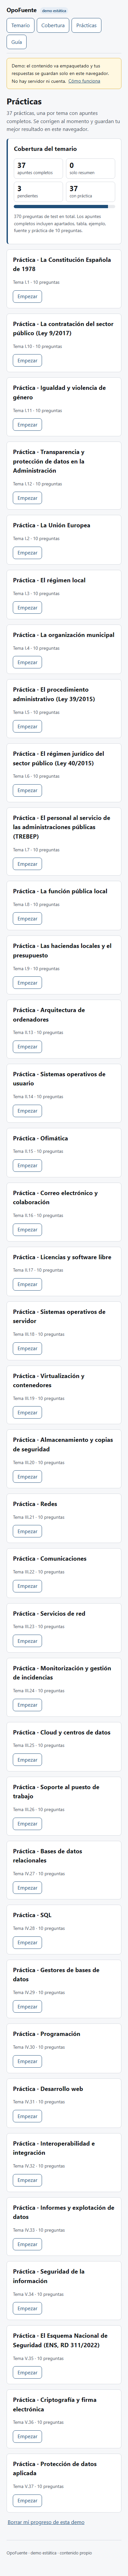 OpoFuente demo estática
Temario Cobertura Prácticas
Guía
Demo: el contenido va empaquetado y tus
respuestas se guardan solo en este navegador.
No hay servidor ni cuenta. Cómo funciona
Prácticas
37 prácticas, una por tema con apuntes
completos. Se corrigen al momento y guardan tu
mejor resultado en este navegador.
Cobertura del temario
37
apuntes completos
0
solo resumen
3
pendientes
37
con práctica
370 preguntas de test en total. Los apuntes
completos incluyen apartados, tabla, ejemplo,
fuente y práctica de 10 preguntas.
Práctica - La Constitución Española
de 1978
Tema I.1 · 10 preguntas
Empezar
Práctica - La contratación del sector
público (Ley 9/2017)
Tema I.10 · 10 preguntas
Empezar
Práctica - Igualdad y violencia de
género
Tema I.11 · 10 preguntas
Empezar
Práctica - Transparencia y
protección de datos en la
Administración
Tema I.12 · 10 preguntas
Empezar
Práctica - La Unión Europea
Tema I.2 · 10 preguntas
Empezar
Práctica - El régimen local
Tema I.3 · 10 preguntas
Empezar
Práctica - La organización municipal
Tema I.4 · 10 preguntas
Empezar
Práctica - El procedimiento
administrativo (Ley 39/2015)
Tema I.5 · 10 preguntas
Empezar
Práctica - El régimen jurídico del
sector público (Ley 40/2015)
Tema I.6 · 10 preguntas
Empezar
Práctica - El personal al servicio de
las administraciones públicas
(TREBEP)
Tema I.7 · 10 preguntas
Empezar
Práctica - La función pública local
Tema I.8 · 10 preguntas
Empezar
Práctica - Las haciendas locales y el
presupuesto
Tema I.9 · 10 preguntas
Empezar
Práctica - Arquitectura de
ordenadores
Tema II.13 · 10 preguntas
Empezar
Práctica - Sistemas operativos de
usuario
Tema II.14 · 10 preguntas
Empezar
Práctica - Ofimática
Tema II.15 · 10 preguntas
Empezar
Práctica - Correo electrónico y
colaboración
Tema II.16 · 10 preguntas
Empezar
Práctica - Licencias y software libre
Tema II.17 · 10 preguntas
Empezar
Práctica - Sistemas operativos de
servidor
Tema III.18 · 10 preguntas
Empezar
Práctica - Virtualización y
contenedores
Tema III.19 · 10 preguntas
Empezar
Práctica - Almacenamiento y copias
de seguridad
Tema III.20 · 10 preguntas
Empezar
Práctica - Redes
Tema III.21 · 10 preguntas
Empezar
Práctica - Comunicaciones
Tema III.22 · 10 preguntas
Empezar
Práctica - Servicios de red
Tema III.23 · 10 preguntas
Empezar
Práctica - Monitorización y gestión
de incidencias
Tema III.24 · 10 preguntas
Empezar
Práctica - Cloud y centros de datos
Tema III.25 · 10 preguntas
Empezar
Práctica - Soporte al puesto de
trabajo
Tema III.26 · 10 preguntas
Empezar
Práctica - Bases de datos
relacionales
Tema IV.27 · 10 preguntas
Empezar
Práctica - SQL
Tema IV.28 · 10 preguntas
Empezar
Práctica - Gestores de bases de
datos
Tema IV.29 · 10 preguntas
Empezar
Práctica - Programación
Tema IV.30 · 10 preguntas
Empezar
Práctica - Desarrollo web
Tema IV.31 · 10 preguntas
Empezar
Práctica - Interoperabilidad e
integración
Tema IV.32 · 10 preguntas
Empezar
Práctica - Informes y explotación de
datos
Tema IV.33 · 10 preguntas
Empezar
Práctica - Seguridad de la
información
Tema V.34 · 10 preguntas
Empezar
Práctica - El Esquema Nacional de
Seguridad (ENS, RD 311/2022)
Tema V.35 · 10 preguntas
Empezar
Práctica - Criptografía y firma
electrónica
Tema V.36 · 10 preguntas
Empezar
Práctica - Protección de datos
aplicada
Tema V.37 · 10 preguntas
Empezar
Borrar mi progreso de esta demo
OpoFuente · demo estática · contenido propio